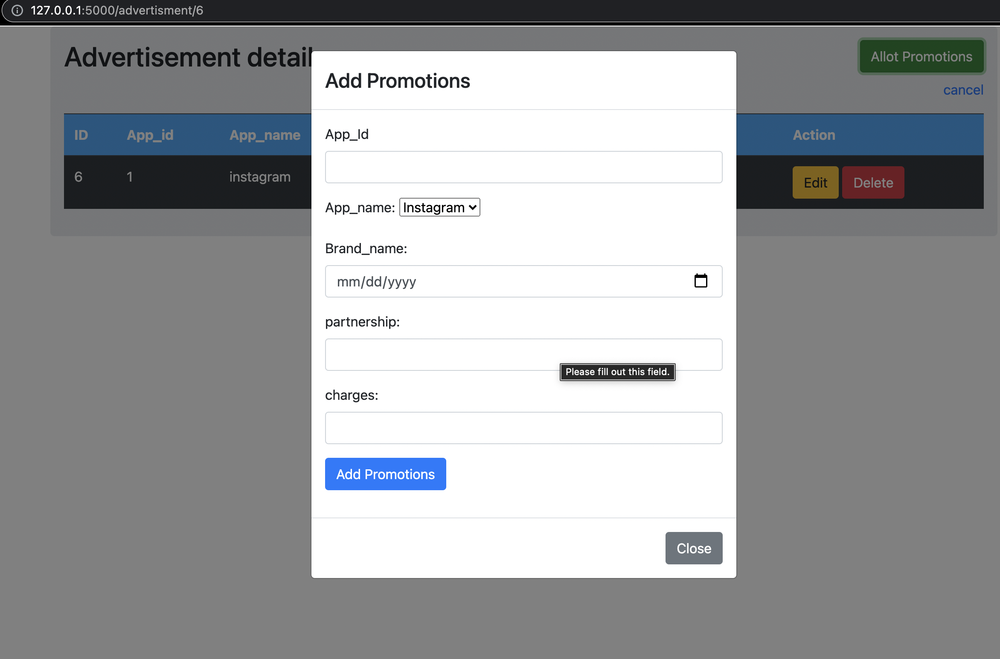 127.0.0.1:5000/advertisment/6
Advertisement detail
Allot Promotions
cancel
ID App_id App_name Action
6 1 instagram Edit Delete
Add Promotions
App_Id
App_name: Instagram
Brand_name:
mm/dd/yyyy
partnership:
Please fill out this field.
charges:
Add Promotions
Close